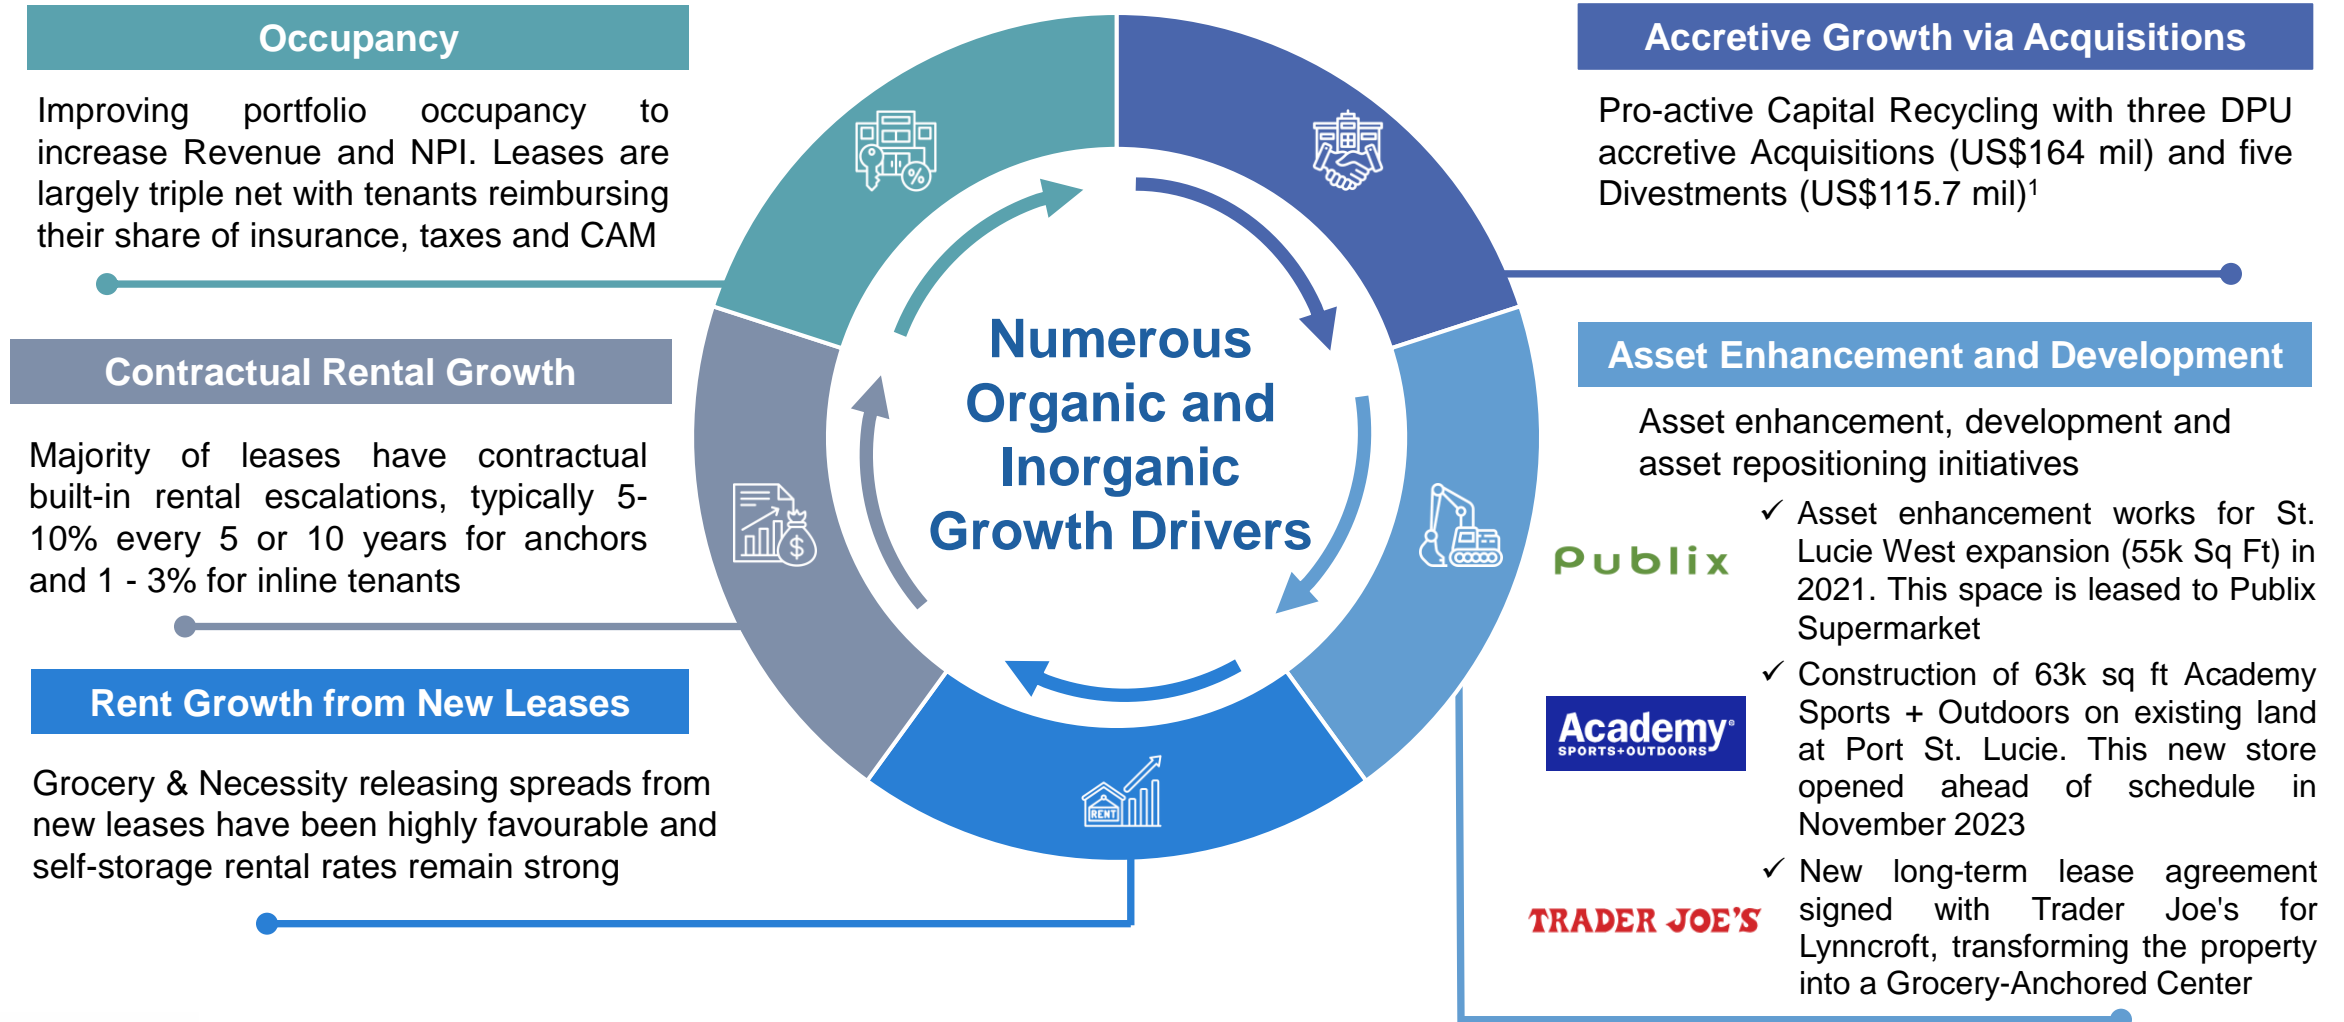 Occupancy
Improving portfolio occupancy to
increase Revenue and NPI. Leases are
largely triple net with tenants reimbursing
their share of insurance, taxes and CAM
Contractual Rental Growth
Majority of leases have contractual
built-in rental escalations, typically 5-
10% every 5 or 10 years for anchors
and 1 - 3% for inline tenants
Rent Growth from New Leases
Grocery & Necessity releasing spreads from
new leases have been highly favourable and
self-storage rental rates remain strong
%
$
RENT
Numerous
Organic and
Inorganic
Growth Drivers
Accretive Growth via Acquisitions
Pro-active Capital Recycling with three DPU
accretive Acquisitions (US$164 mil) and five
Divestments (US$115.7 mil)¹
Asset Enhancement and Development
Asset enhancement, development and
asset repositioning initiatives
Publix
✓ Asset enhancement works for St.
Lucie West expansion (55k Sq Ft) in
2021. This space is leased to Publix
Supermarket
Academy
SPORTS+OUTDOORS
✓ Construction of 63k sq ft Academy
Sports + Outdoors on existing land
at Port St. Lucie. This new store
opened ahead of schedule in
November 2023
TRADER JOE'S
✓ New long-term lease agreement
signed with Trader Joe's for
Lynncroft, transforming the property
into a Grocery-Anchored Center